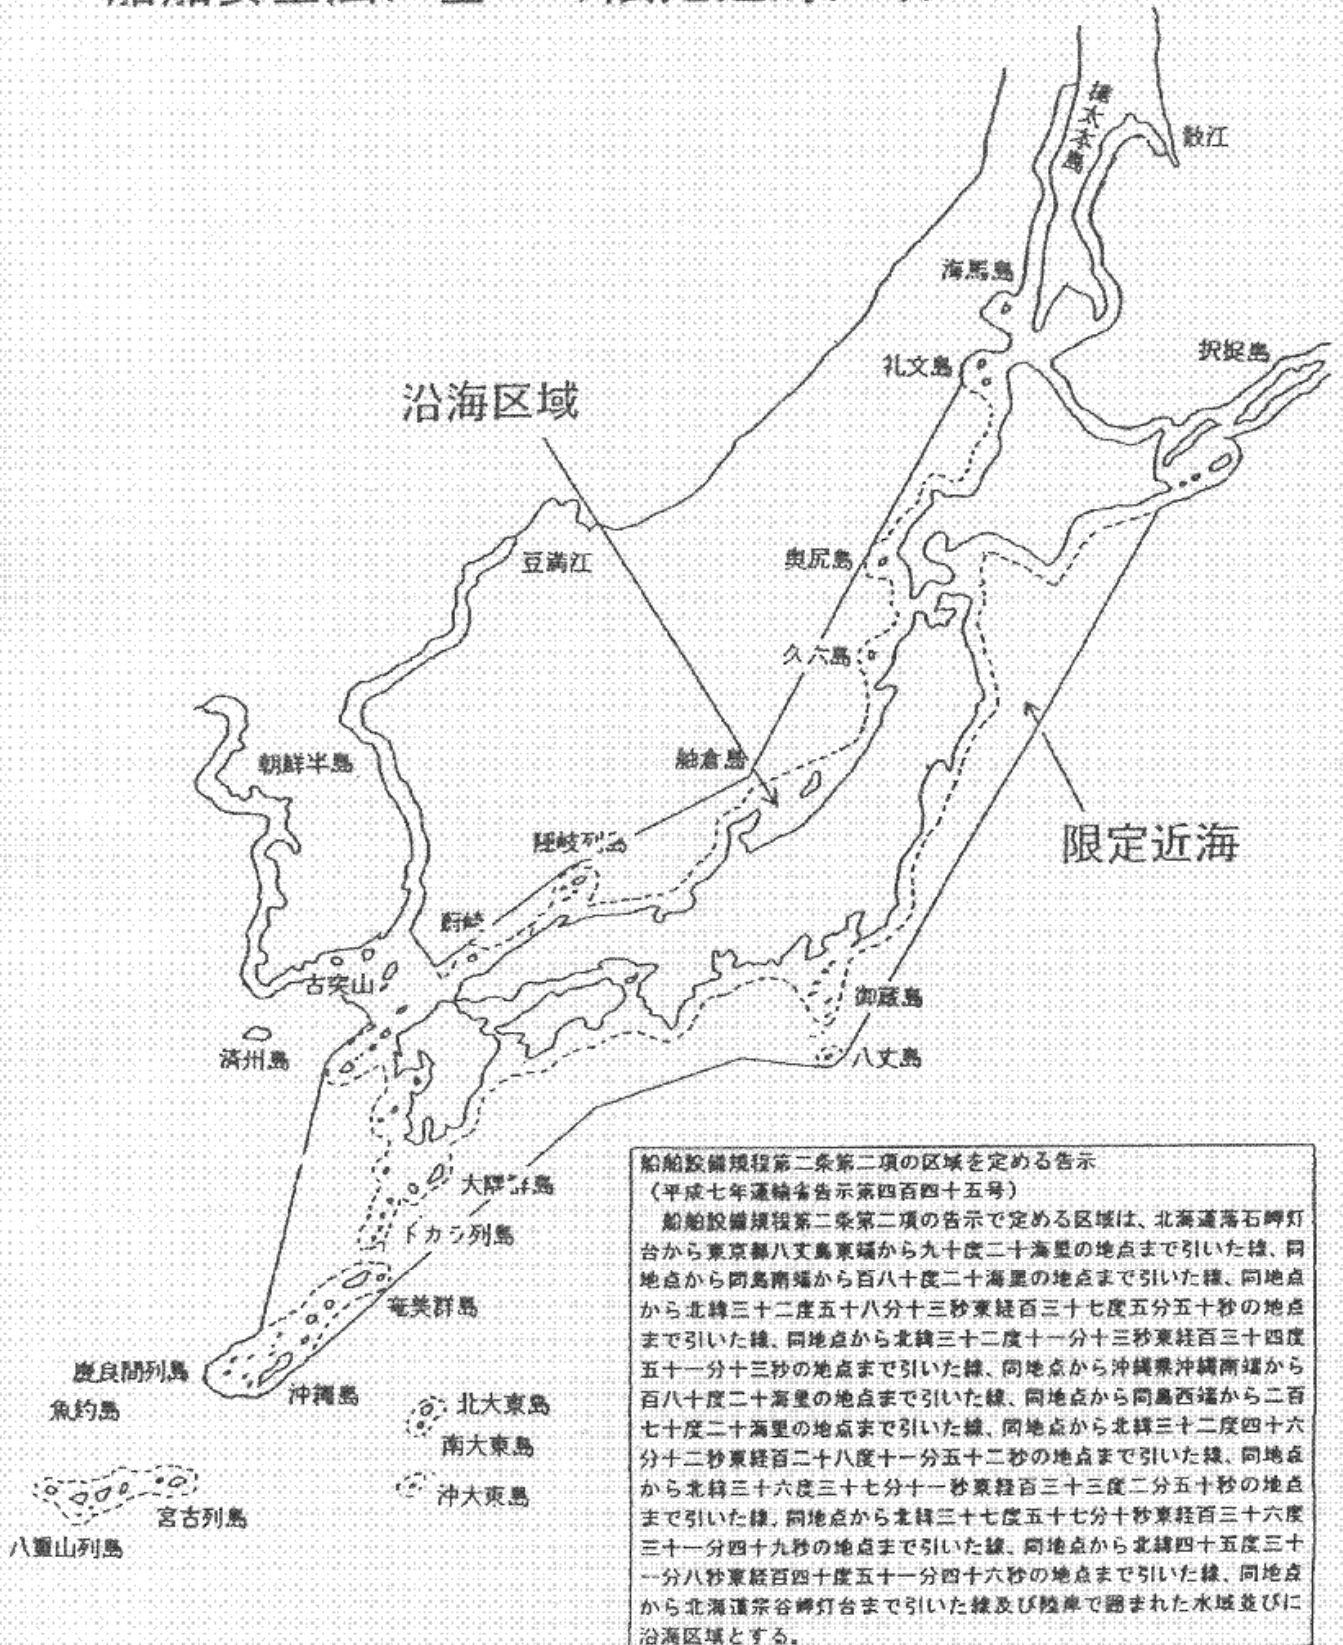 樺太本島
散江
海馬島
礼文島
択捉島
沿海区域
豆満江
奥尻島
久六島
舳倉島
朝鮮半島
隠岐列島
限定近海
古突山
御蔵島
済州島
八丈島
大隅群島
トカラ列島
奄美群島
慶良間列島
沖縄島
魚釣島
北大東島
南大東島
沖大東島
宮古列島
八重山列島
船舶設備規程第二条第二項の区域を定める告示
(平成七年運輸省告示第四百四十五号)
船舶設備規程第二条第二項の告示で定める区域は、北海道落石岬灯
台から東京都八丈島東端から九十度二十海里の地点まで引いた線、同
地点から同島南端から百八十度二十海里の地点まで引いた線、同地点
から北緯三十二度五十八分十三秒東経百三十七度五分五十秒の地点
まで引いた線、同地点から北緯三十二度十一分十三秒東経百三十四度
五十一分十三秒の地点まで引いた線、同地点から沖縄県沖縄南端から
百八十度二十海里の地点まで引いた線、同地点から同島西端から二百
七十度二十海里の地点まで引いた線、同地点から北緯三十二度四十六
分十二秒東経百二十八度十一分五十二秒の地点まで引いた線、同地点
から北緯三十六度三十七分十一秒東経百三十三度二分五十秒の地点
まで引いた線、同地点から北緯三十七度五十七分十秒東経百三十六度
三十一分四十九秒の地点まで引いた線、同地点から北緯四十五度三十
一分八秒東経百四十度五十一分四十六秒の地点まで引いた線、同地点
から北海道宗谷岬灯台まで引いた線及び陸岸で囲まれた水域並びに
沿海区域とする。